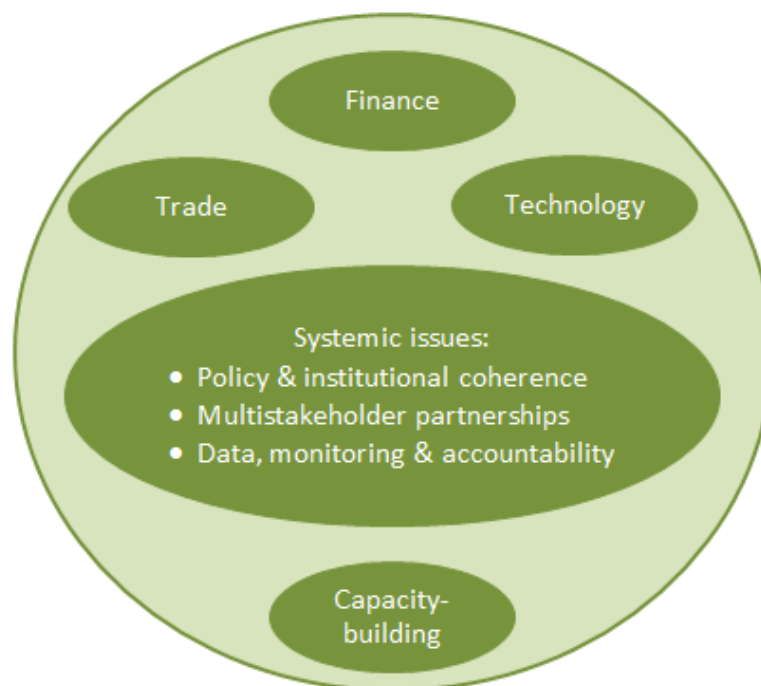 Finance
Trade
Technology
Systemic issues:
• Policy & institutional coherence
• Multistakeholder partnerships
• Data, monitoring & accountability
Capacity-
building